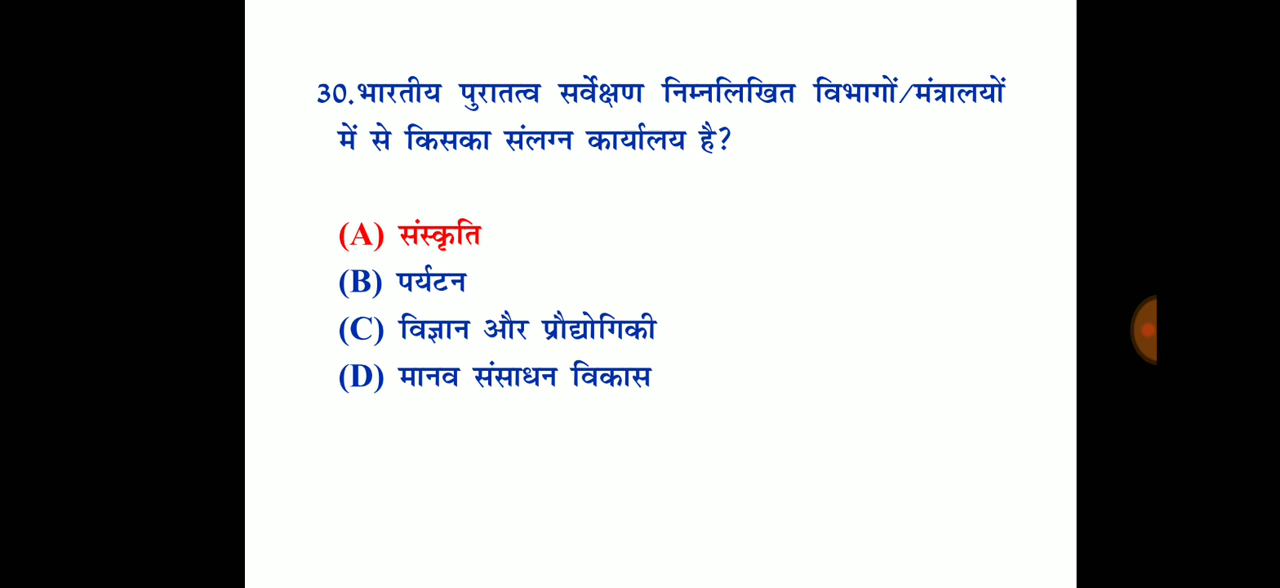 30.भारतीय पुरातत्व सर्वेक्षण निम्नलिखित विभागों/मंत्रालयों
में से किसका संलग्न कार्यालय है?
(A) संस्कृति
(B) पर्यटन
(C) विज्ञान और प्रौद्योगिकी
(D) मानव संसाधन विकास